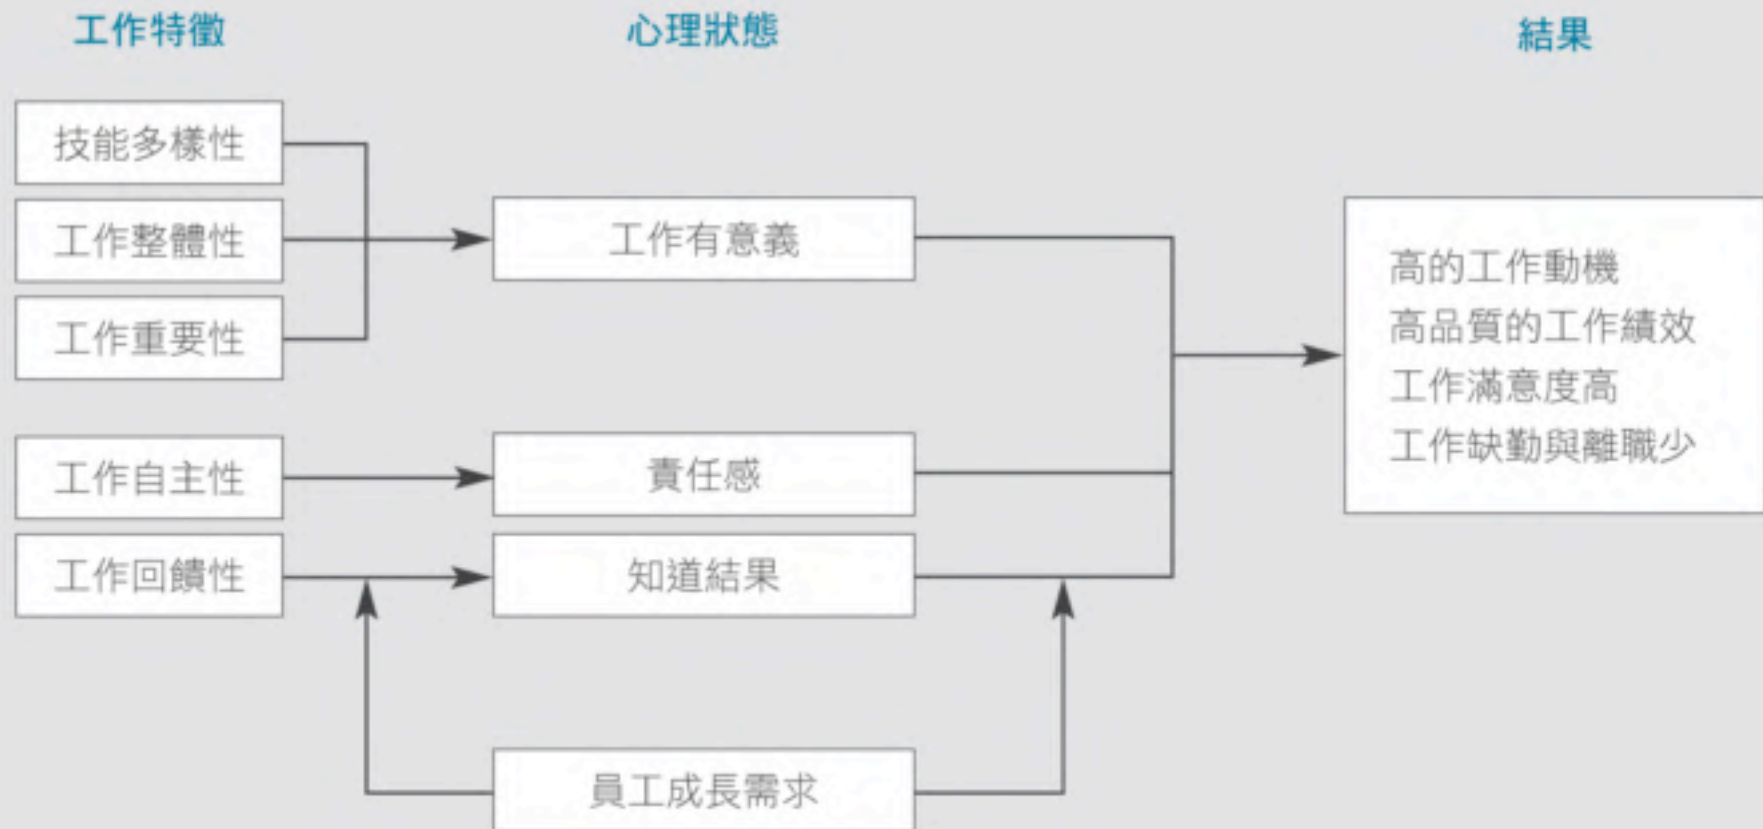 工作特徵
心理狀態
結果
技能多樣性
工作整體性
工作重要性
工作有意義
高的工作動機
高品質的工作績效
工作滿意度高
工作缺勤與離職少
工作自主性
責任感
工作回饋性
知道結果
員工成長需求